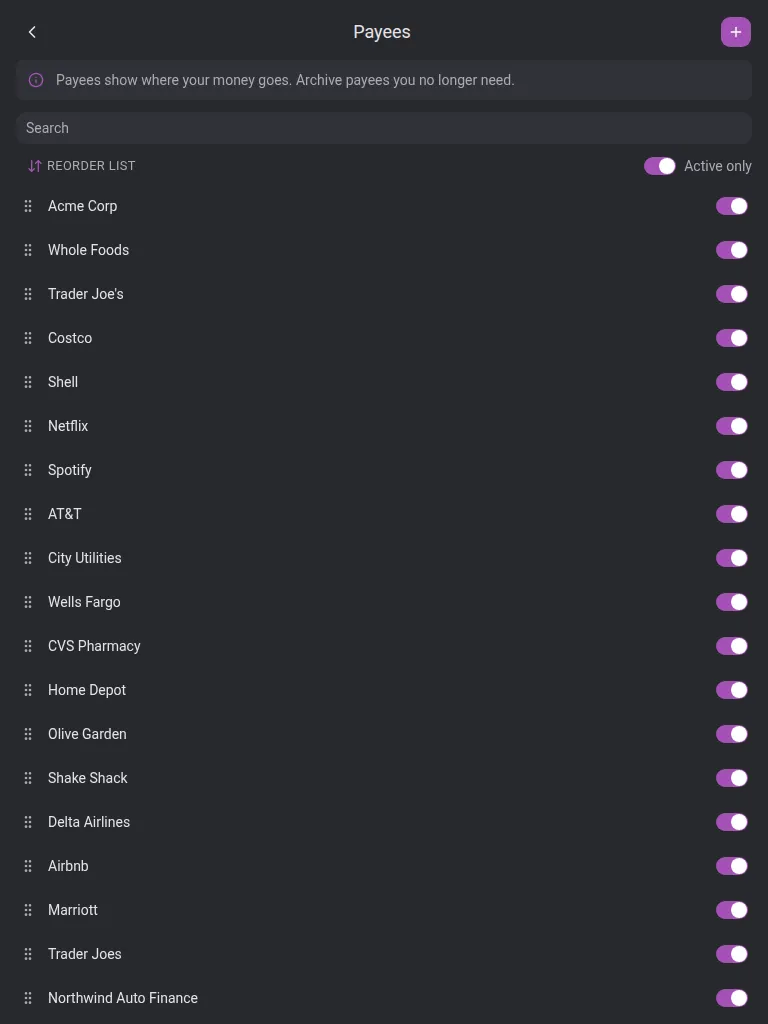 Payees
Payees show where your money goes. Archive payees you no longer need.
Search
REORDER LIST Active only
Acme Corp
Whole Foods
Trader Joe's
Costco
Shell
Netflix
Spotify
AT&T
City Utilities
Wells Fargo
CVS Pharmacy
Home Depot
Olive Garden
Shake Shack
Delta Airlines
Airbnb
Marriott
Trader Joes
Northwind Auto Finance